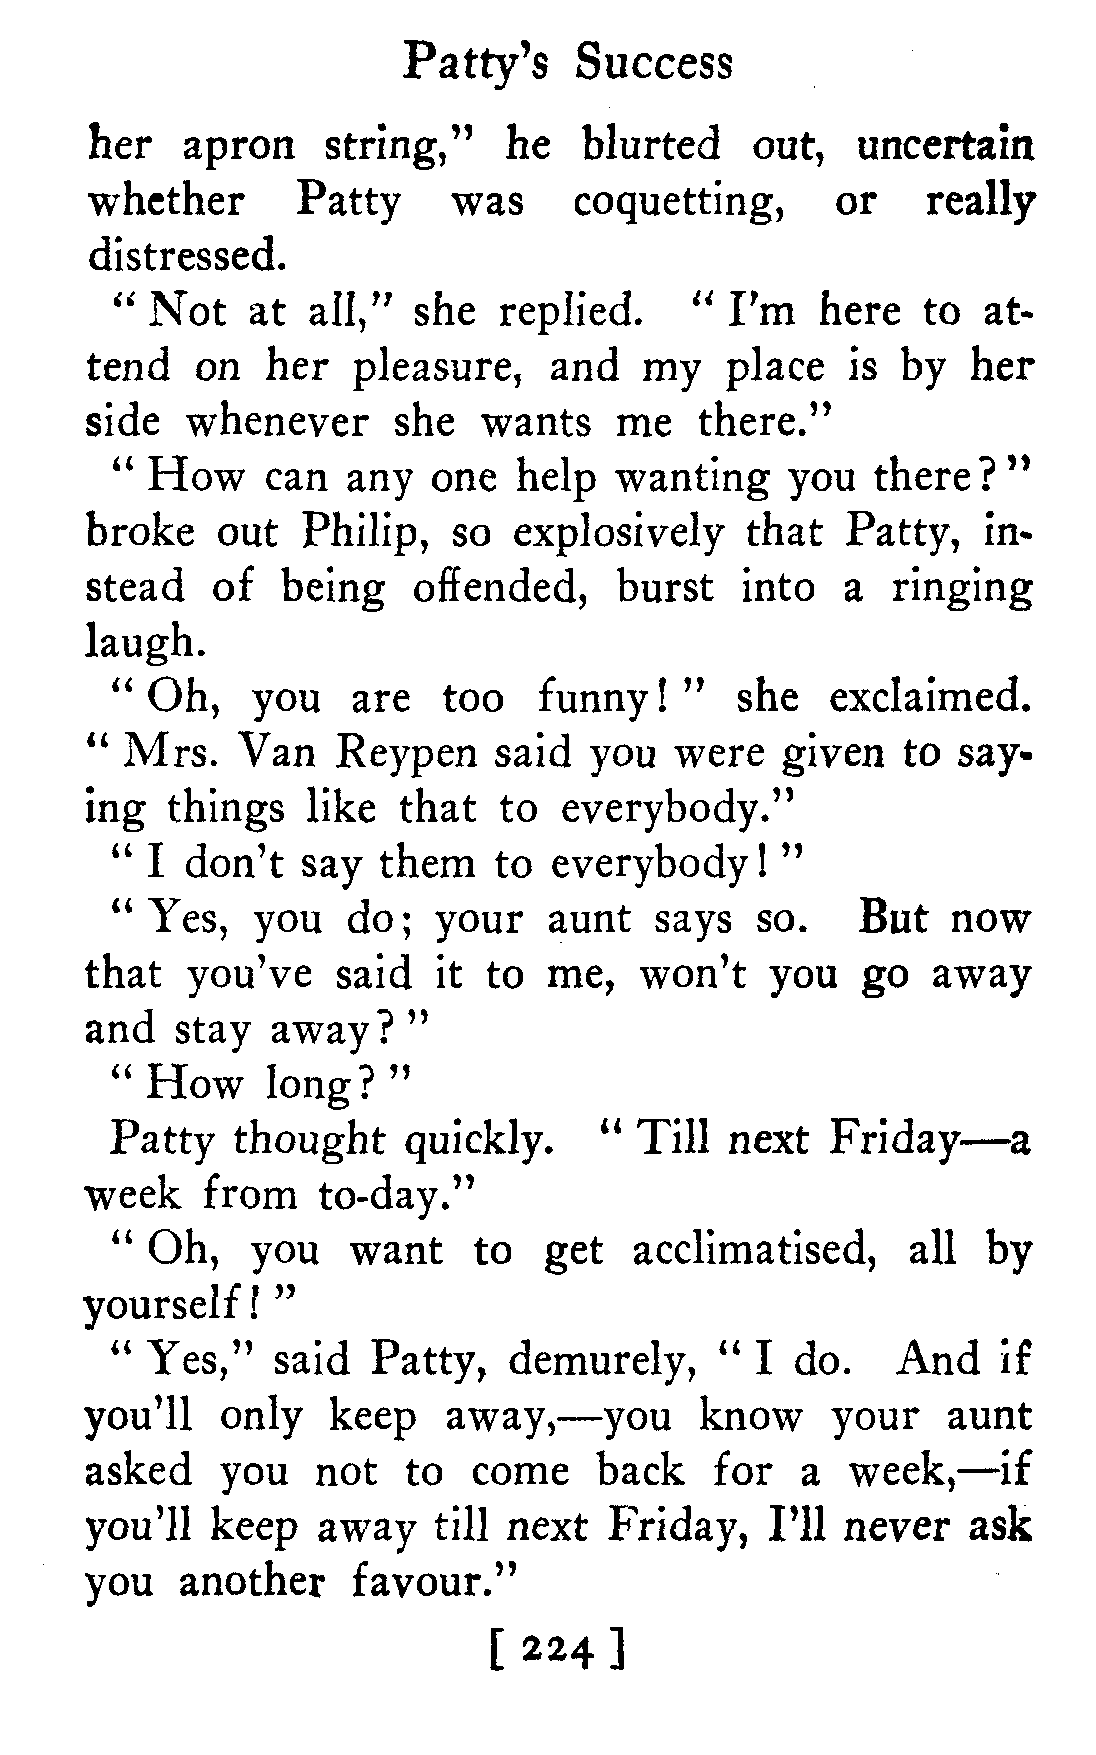 Patty's Success
her apron string," he blurted out, uncertain
whether Patty was coquetting, or really
distressed.
" Not at all," she replied. " I'm here to at-
tend on her pleasure, and my place is by her
side whenever she wants me there."
" How can any one help wanting you there? "
broke out Philip, so explosively that Patty, in-
stead of being offended, burst into a ringing
laugh.
" Oh, you are too funny! " she exclaimed.
" Mrs. Van Reypen said you were given to say-
ing things like that to everybody."
" I don't say them to everybody! "
" Yes, you do; your aunt says so. But now
that you've said it to me, won't you go away
and stay away? "
" How long? "
Patty thought quickly. " Till next Friday—a
week from to-day."
" Oh, you want to get acclimatised, all by
yourself! "
" Yes," said Patty, demurely, " I do. And if
you'll only keep away,—you know your aunt
asked you not to come back for a week,—if
you'll keep away till next Friday, I'll never ask
you another favour."
[ 224 ]